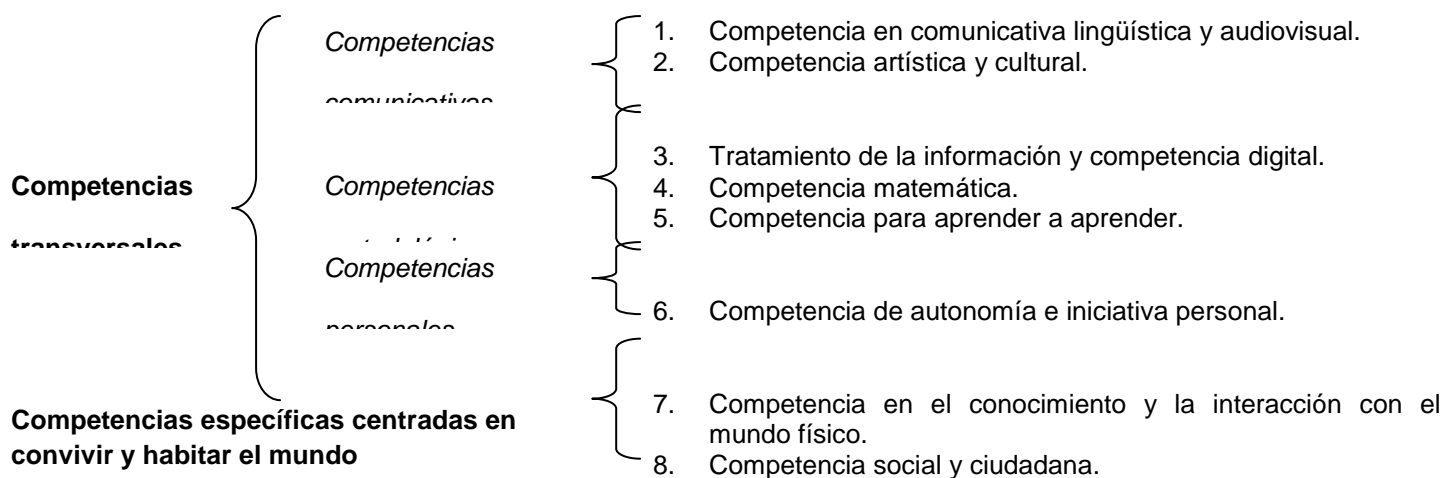 Competencias
transversales
Competencias
comunicativas
1. Competencia en comunicativa lingüística y audiovisual.
2. Competencia artística y cultural.
Competencias
3. Tratamiento de la información y competencia digital.
4. Competencia matemática.
5. Competencia para aprender a aprender.
Competencias
personales
6. Competencia de autonomía e iniciativa personal.
Competencias específicas centradas en
convivir y habitar el mundo
7. Competencia en el conocimiento y la interacción con el
mundo físico.
8. Competencia social y ciudadana.